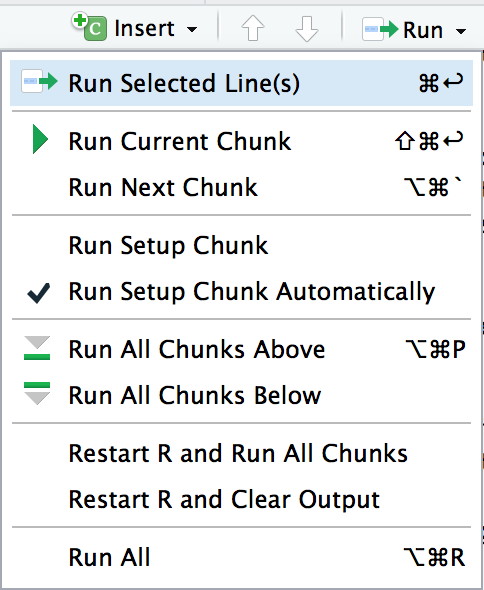 Insert Run
Run Selected Line(s) ⌘↩
Run Current Chunk ⇧⌘↩
Run Next Chunk ⌥⌘`
Run Setup Chunk
Run Setup Chunk Automatically
Run All Chunks Above ⌥⌘P
Run All Chunks Below
Restart R and Run All Chunks
Restart R and Clear Output
Run All ⌥⌘R